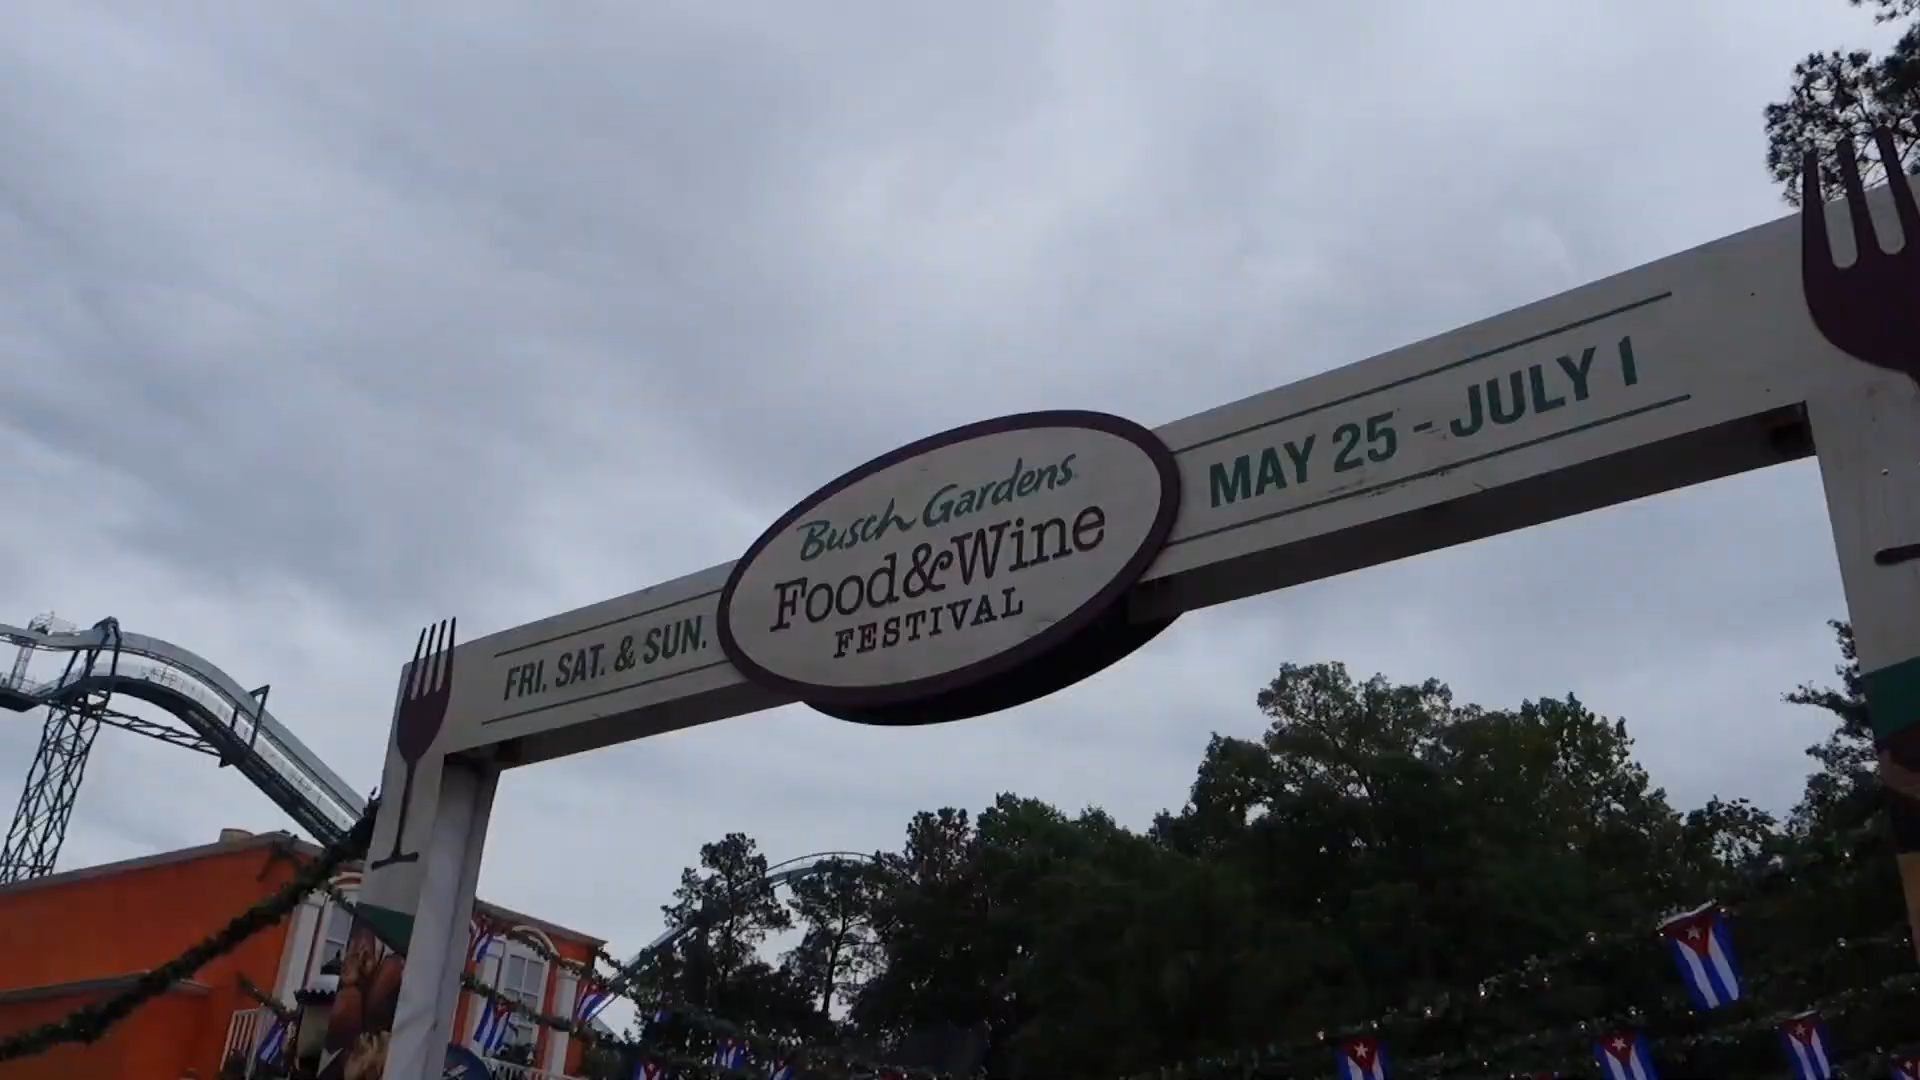 FRI. SAT. & SUN.
Busch Gardens
Food&Wine
FESTIVAL
MAY 25 - JULY 1